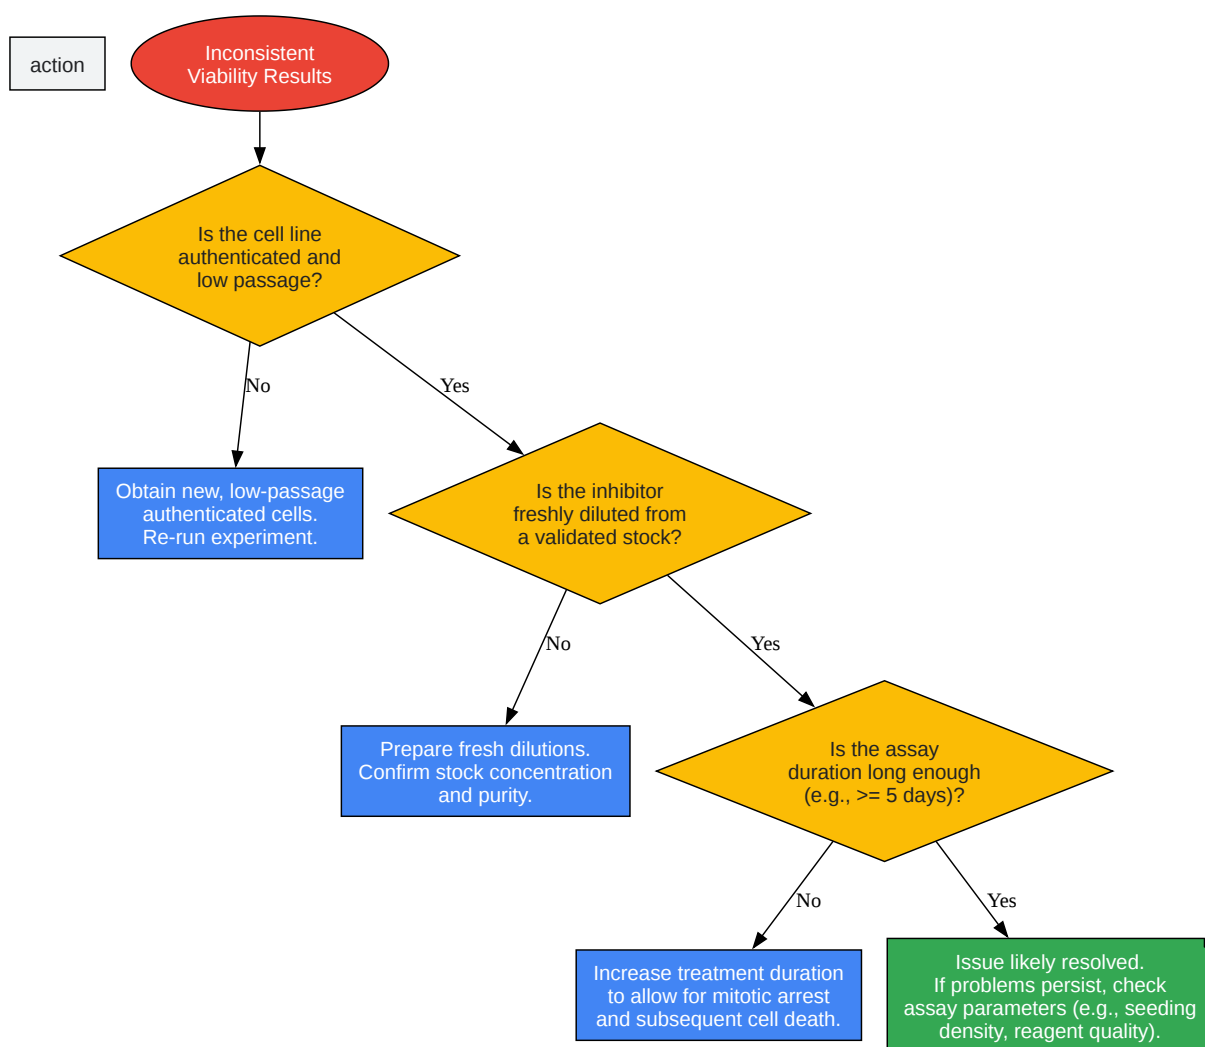 action
Inconsistent
Viability Results
Is the cell line
authenticated and
low passage?
No
Yes
Obtain new, low-passage
authenticated cells.
Re-run experiment.
Is the inhibitor
freshly diluted from
a validated stock?
No
Yes
Prepare fresh dilutions.
Confirm stock concentration
and purity.
Is the assay
duration long enough
(e.g., >= 5 days)?
No
Yes
Increase treatment duration
to allow for mitotic arrest
and subsequent cell death.
Issue likely resolved.
If problems persist, check
assay parameters (e.g., seeding
density, reagent quality).